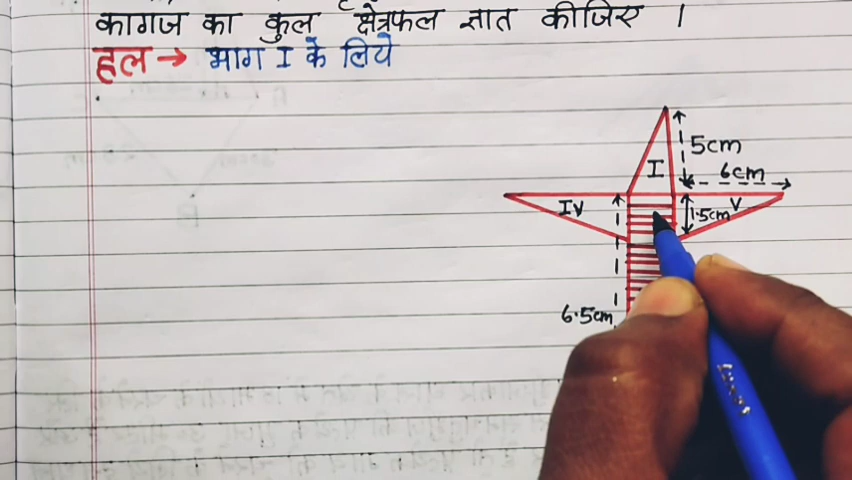 कागज का कुल क्षेत्रफल ज्ञात कीजिए ।
हल → भाग I के लिये
5cm
I
6cm
IV
1.5cm
V
6.5cm